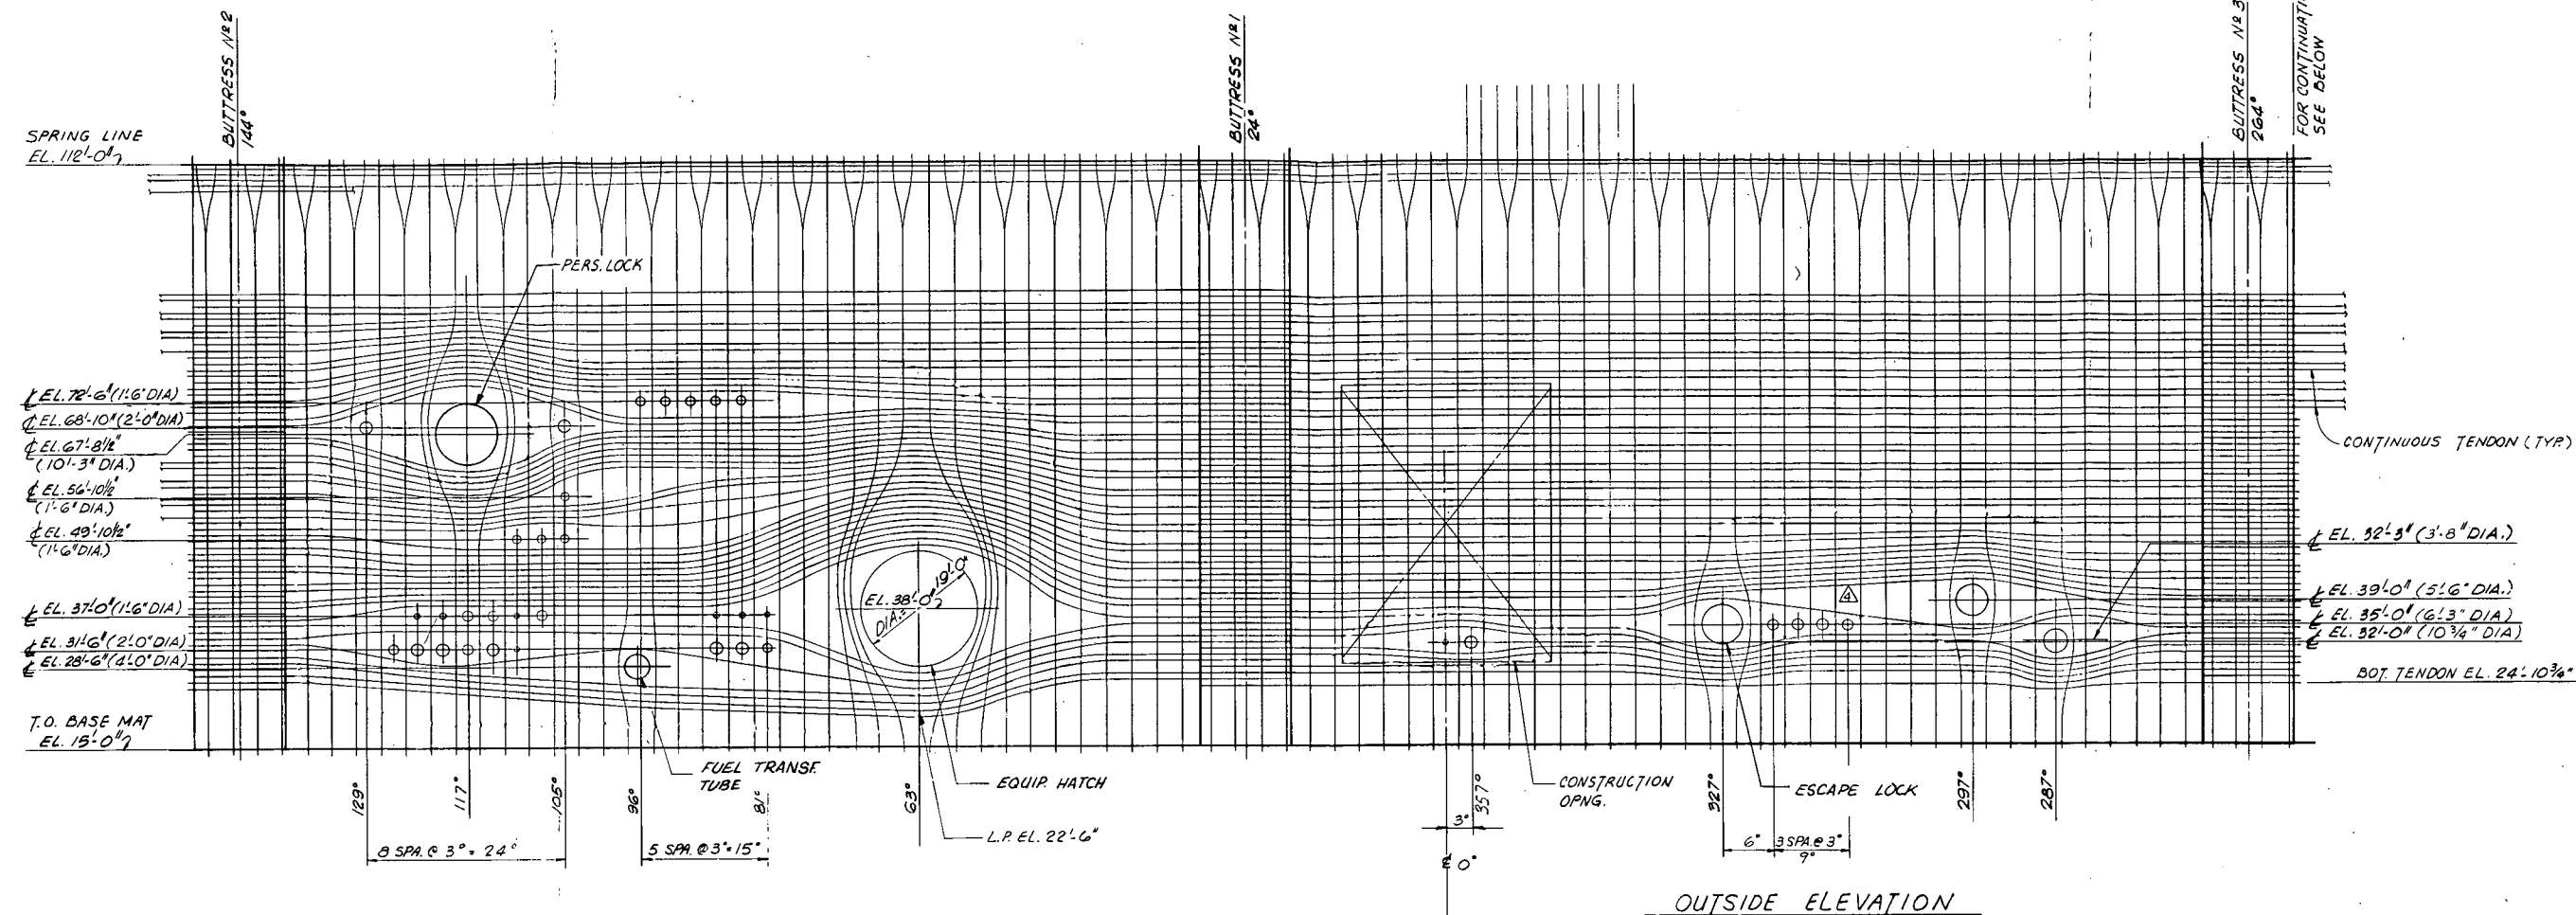 BUTTRESS Nº 2
144°
BUTTRESS Nº 1
24°
BUTTRESS Nº 3
264°
FOR CONTINUATI
SEE BELOW
SPRING LINE
EL. 112'-0"
PERS. LOCK
℄ EL. 72'-6" (1'-6" DIA)
℄ EL. 68'-10" (2'-0" DIA)
℄ EL. 67'-8½"
(10'-3" DIA.)
℄ EL. 56'-10½"
(1'-6" DIA.)
℄ EL. 49'-10½"
(1'-6" DIA.)
℄ EL. 37'-0" (1'-6" DIA)
℄ EL. 31'-6" (2'-0" DIA)
℄ EL. 28'-6" (4'-0" DIA)
T.O. BASE MAT
EL. 15'-0"
EL. 38'-0"
DIA.= 19'-0"
4
CONTINUOUS TENDON (TYP.)
℄ EL. 32'-3" (3'-8" DIA.)
℄ EL. 39'-0" (5'-6" DIA.)
℄ EL. 35'-0" (6'-3" DIA)
℄ EL. 32'-0" (10¾" DIA)
BOT. TENDON EL. 24'-10¾"
FUEL TRANSF.
TUBE
EQUIP. HATCH
L.P. EL. 22'-6"
CONSTRUCTION
OPNG.
ESCAPE LOCK
129°
117°
105°
96°
81°
63°
357°
327°
297°
287°
8 SPA. @ 3° = 24°
5 SPA. @ 3° = 15°
3°
℄ 0°
6°
3 SPA. @ 3°
9°
OUTSIDE ELEVATION